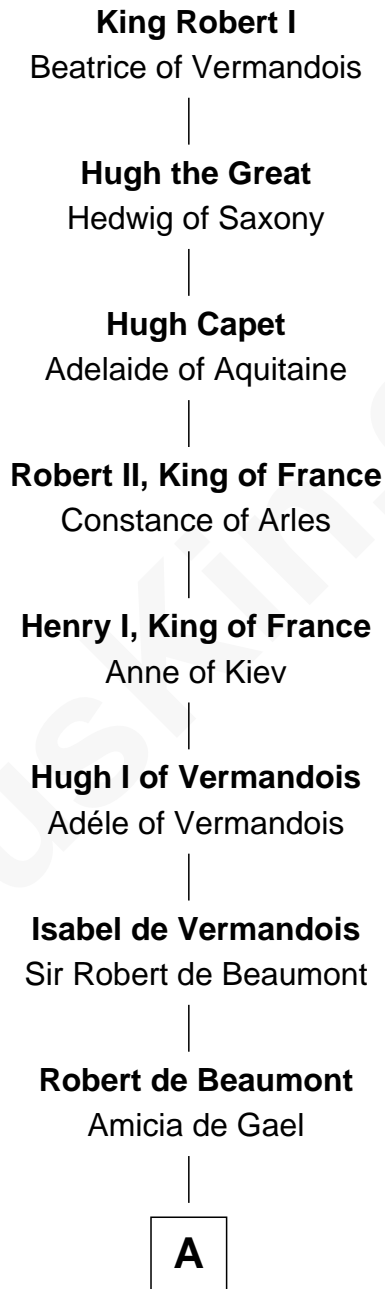 King Robert I
Beatrice of Vermandois
Hugh the Great
Hedwig of Saxony
Hugh Capet
Adelaide of Aquitaine
Robert II, King of France
Constance of Arles
Henry I, King of France
Anne of Kiev
Hugh I of Vermandois
Adéle of Vermandois
Isabel de Vermandois
Sir Robert de Beaumont
Robert de Beaumont
Amicia de Gael
A